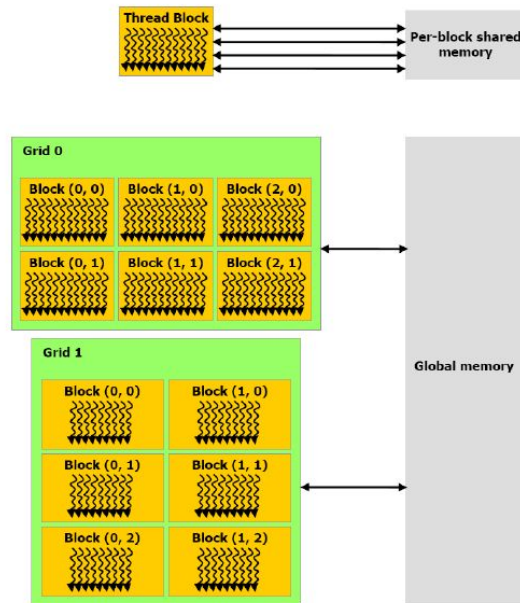 Thread Block
Per-block shared
memory
Grid 0
Block (0, 0)
Block (1, 0)
Block (2, 0)
Block (0, 1)
Block (1, 1)
Block (2, 1)
Grid 1
Block (0, 0)
Block (1, 0)
Block (0, 1)
Block (1, 1)
Block (0, 2)
Block (1, 2)
Global memory